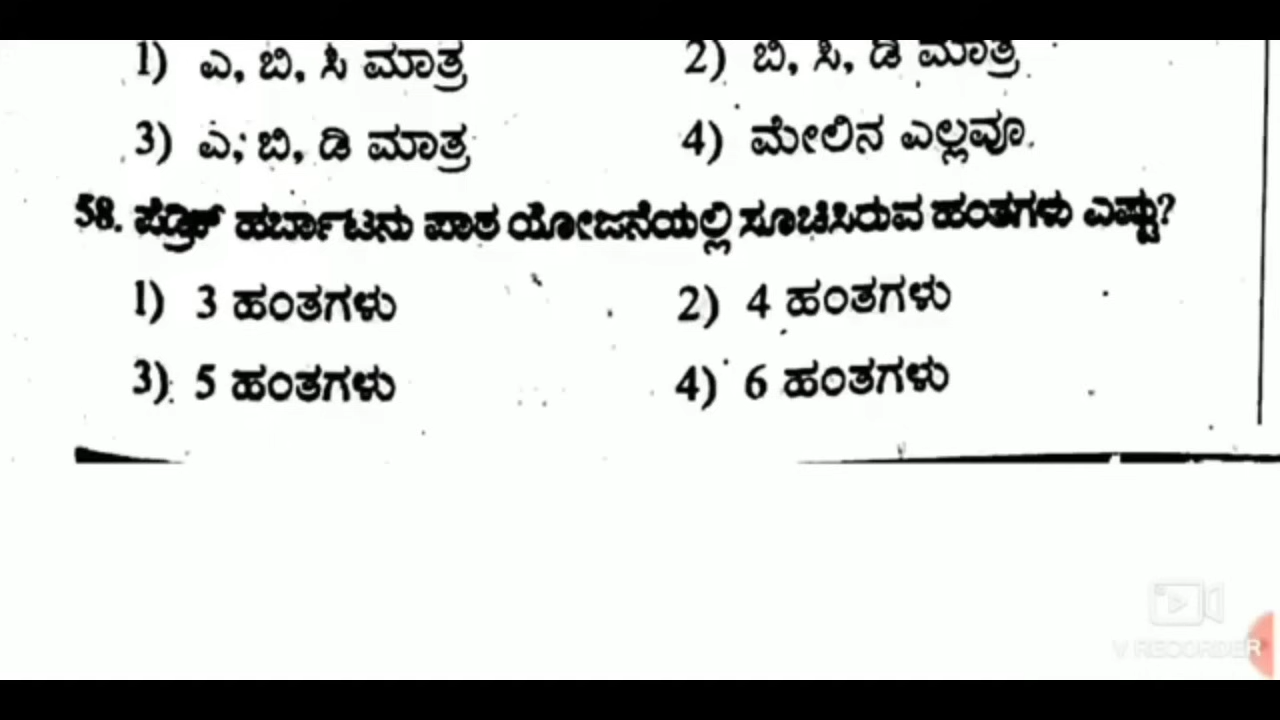 1) ಎ, ಬಿ, ಸಿ ಮಾತ್ರ 2) ಬಿ, ಸಿ, ಡಿ ಮಾತ್ರ
3) ಎ, ಬಿ, ಡಿ ಮಾತ್ರ 4) ಮೇಲಿನ ಎಲ್ಲವೂ.
58. ಪೆಡ್ರಿಕ್ ಹರ್ಬಾಟನು ಪಾಠ ಯೋಜನೆಯಲ್ಲಿ ಸೂಚಿಸಿರುವ ಹಂತಗಳು ಎಷ್ಟು?
1) 3 ಹಂತಗಳು 2) 4 ಹಂತಗಳು
3) 5 ಹಂತಗಳು 4) 6 ಹಂತಗಳು
V RECORDER